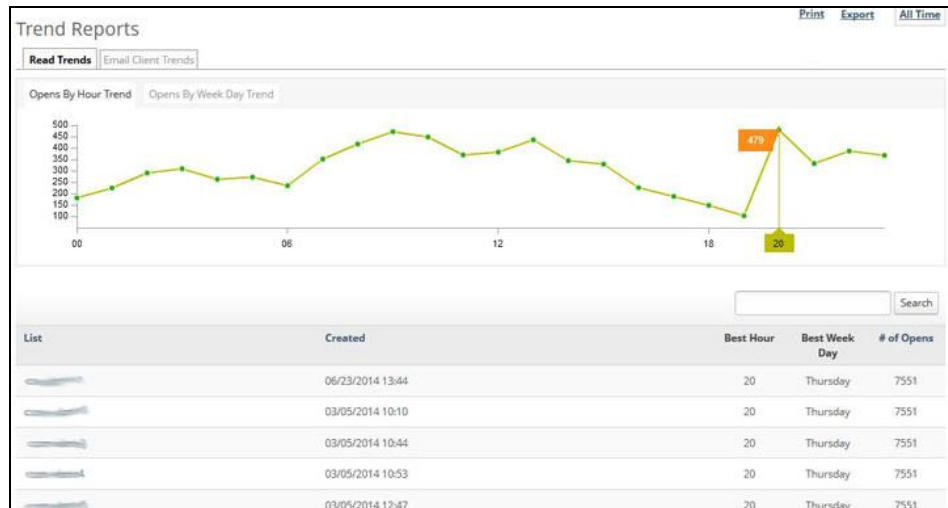 Print Export All Time
Trend Reports
Read Trends Email Client Trends
Opens By Hour Trend Opens By Week Day Trend
500
450
400
350
300
250
200
150
100
479
00 06 12 18 20
Search
List Created Best Hour Best Week Day # of Opens
06/23/2014 13:44 20 Thursday 7551
03/05/2014 10:10 20 Thursday 7551
03/05/2014 10:44 20 Thursday 7551
03/05/2014 10:53 20 Thursday 7551
03/05/2014 12:47 20 Thursday 7551